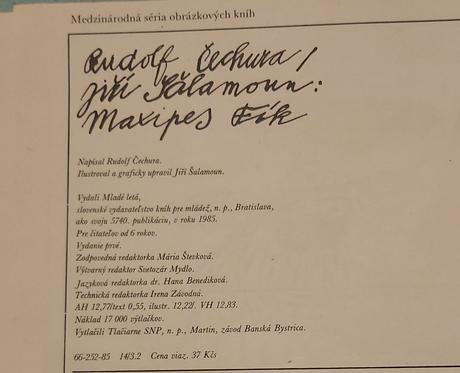 Medzinárodná séria obrázkových kníh
Rudolf Čechura /
Jiří Šalamoun:
Maxipes Fík
Napísal Rudolf Čechura.
Ilustroval a graficky upravil Jiří Šalamoun.
Vydali Mladé letá,
slovenské vydavateľstvo kníh pre mládež, n. p., Bratislava,
ako svoju 5740. publikáciu, v roku 1985.
Pre čitateľov od 6 rokov.
Vydanie prvé.
Zodpovedná redaktorka Mária Števková.
Výtvarný redaktor Svetozár Mydlo.
Jazyková redaktorka dr. Hana Benediková.
Technická redaktorka Irena Závodná.
AH 12,77/text 0,55, ilustr. 12,22/. VH 12,83.
Náklad 17 000 výtlačkov.
Vytlačili Tlačiarne SNP, n. p., Martin, závod Banská Bystrica.
66-252-85 14/3.2 Cena viaz. 37 Kčs